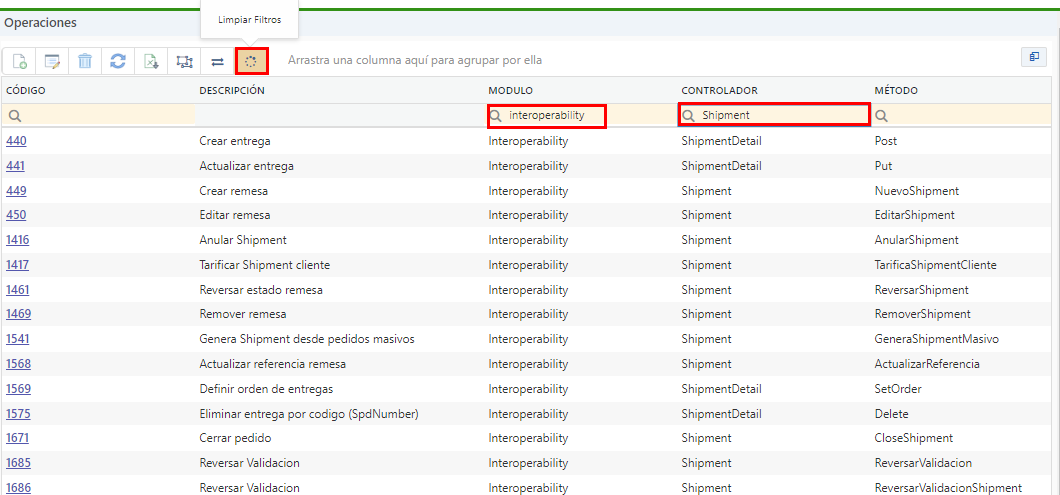 Limpiar Filtros
Operaciones
Arrastra una columna aquí para agrupar por ella
CÓDIGO DESCRIPCIÓN MODULO CONTROLADOR MÉTODO
interoperability Shipment
440 Crear entrega Interoperability ShipmentDetail Post
441 Actualizar entrega Interoperability ShipmentDetail Put
449 Crear remesa Interoperability Shipment NuevoShipment
450 Editar remesa Interoperability Shipment EditarShipment
1416 Anular Shipment Interoperability Shipment AnularShipment
1417 Tarificar Shipment cliente Interoperability Shipment TarificaShipmentCliente
1461 Reversar estado remesa Interoperability Shipment ReversarShipment
1469 Remover remesa Interoperability Shipment RemoverShipment
1541 Genera Shipment desde pedidos masivos Interoperability Shipment GeneraShipmentMasivo
1568 Actualizar referencia remesa Interoperability Shipment ActualizarReferencia
1569 Definir orden de entregas Interoperability ShipmentDetail SetOrder
1575 Eliminar entrega por codigo (SpdNumber) Interoperability ShipmentDetail Delete
1671 Cerrar pedido Interoperability Shipment CloseShipment
1685 Reversar Validacion Interoperability Shipment ReversarValidacion
1686 Reversar Validacion Interoperability Shipment ReversarValidacionShipment